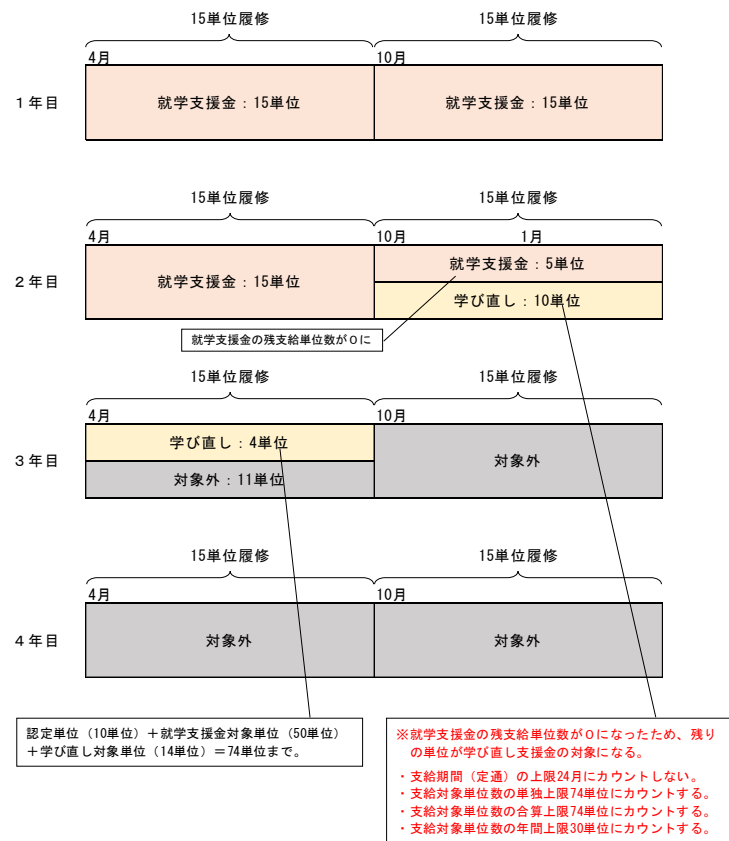 15単位履修
15単位履修
4月
10月
1年目
就学支援金：15単位
就学支援金：15単位
15単位履修
15単位履修
4月
10月
1月
2年目
就学支援金：15単位
就学支援金：5単位
学び直し：10単位
就学支援金の残支給単位数が0に
15単位履修
15単位履修
4月
10月
3年目
学び直し：4単位
対象外：11単位
対象外
15単位履修
15単位履修
4月
10月
4年目
対象外
対象外
認定単位（10単位）＋就学支援金対象単位（50単位）
＋学び直し対象単位（14単位）＝74単位まで。
※就学支援金の残支給単位数が0になったため、残り
の単位が学び直し支援金の対象になる。
・支給期間（定通）の上限24月にカウントしない。
・支給対象単位数の単独上限74単位にカウントする。
・支給対象単位数の合算上限74単位にカウントする。
・支給対象単位数の年間上限30単位にカウントする。